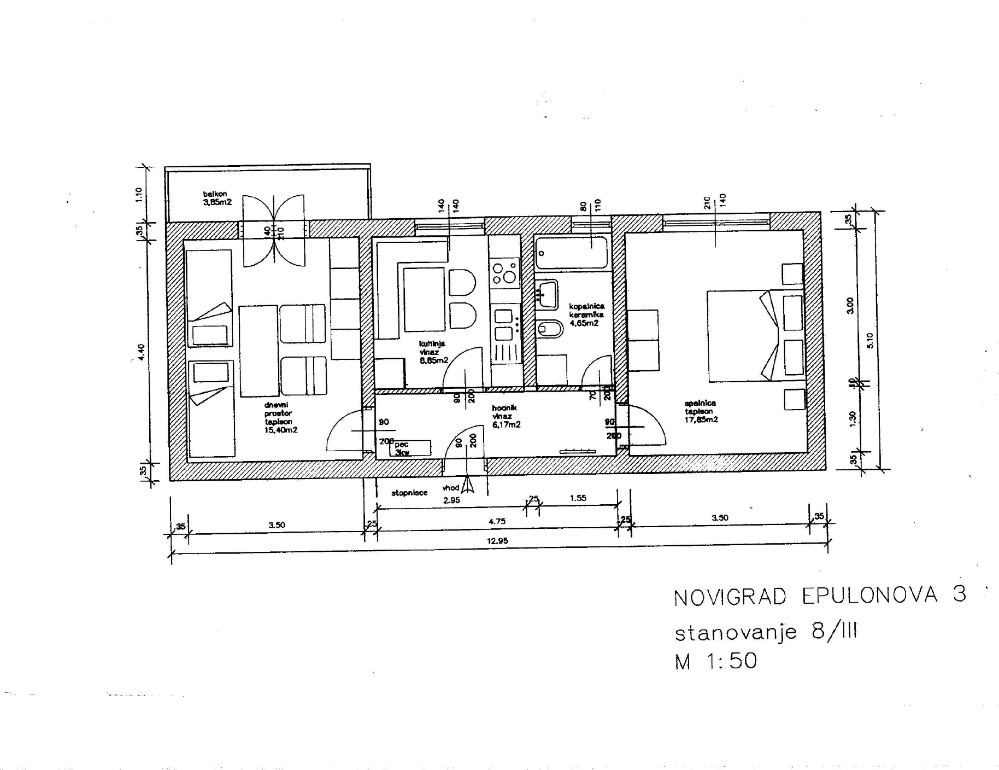 balkon
3,85m2
140
210
140
140
80
110
210
140
1.10
,35
4.40
,35
,35
3.00
10
1.30
,35
5.10
kopalnica
keramika
4,65m2
kuhinja
vinaz
8,85m2
dnevni
prostor
tapison
15,40m2
hodnik
vinaz
6,17m2
spalnica
tapison
17,85m2
90
200
70
200
90
200
90
200
90
200
pec
3kw
stopnisce
vhod
2.95
,25
1.55
,35
3.50
,25
4.75
,25
3.50
,35
12.95
NOVIGRAD EPULONOVA 3
stanovanje 8/III
M 1:50